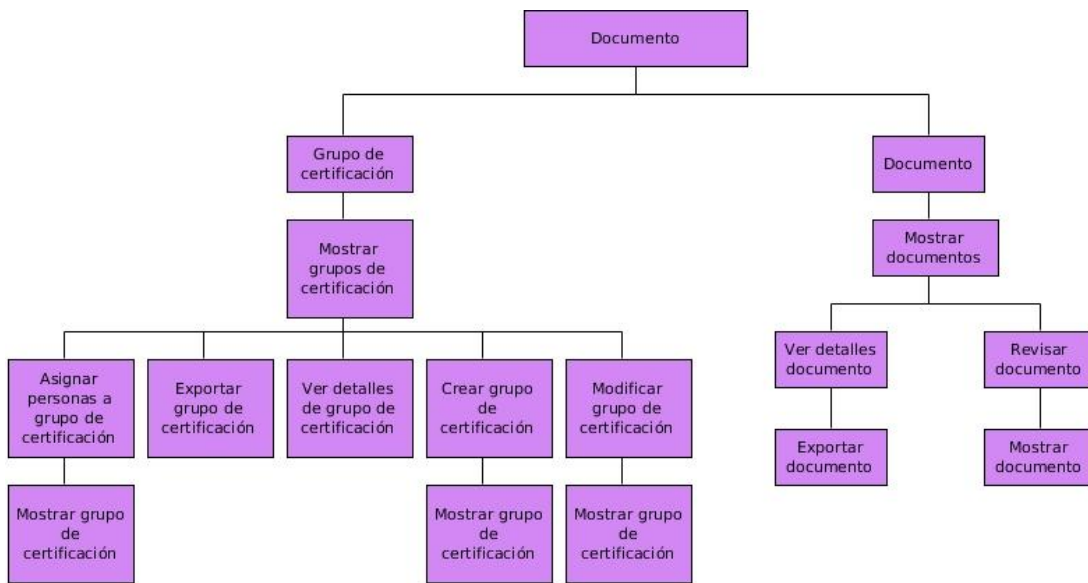 Documento
Grupo de
certificación
Documento
Mostrar
grupos de
certificación
Mostrar
documentos
Asignar
personas a
grupo de
certificación
Exportar
grupo de
certificación
Ver detalles
de grupo de
certificación
Crear grupo
de
certificación
Modificar
grupo de
certificación
Ver detalles
documento
Revisar
documento
Exportar
documento
Mostrar
documento
Mostrar grupo
de
certificación
Mostrar grupo
de
certificación
Mostrar grupo
de
certificación